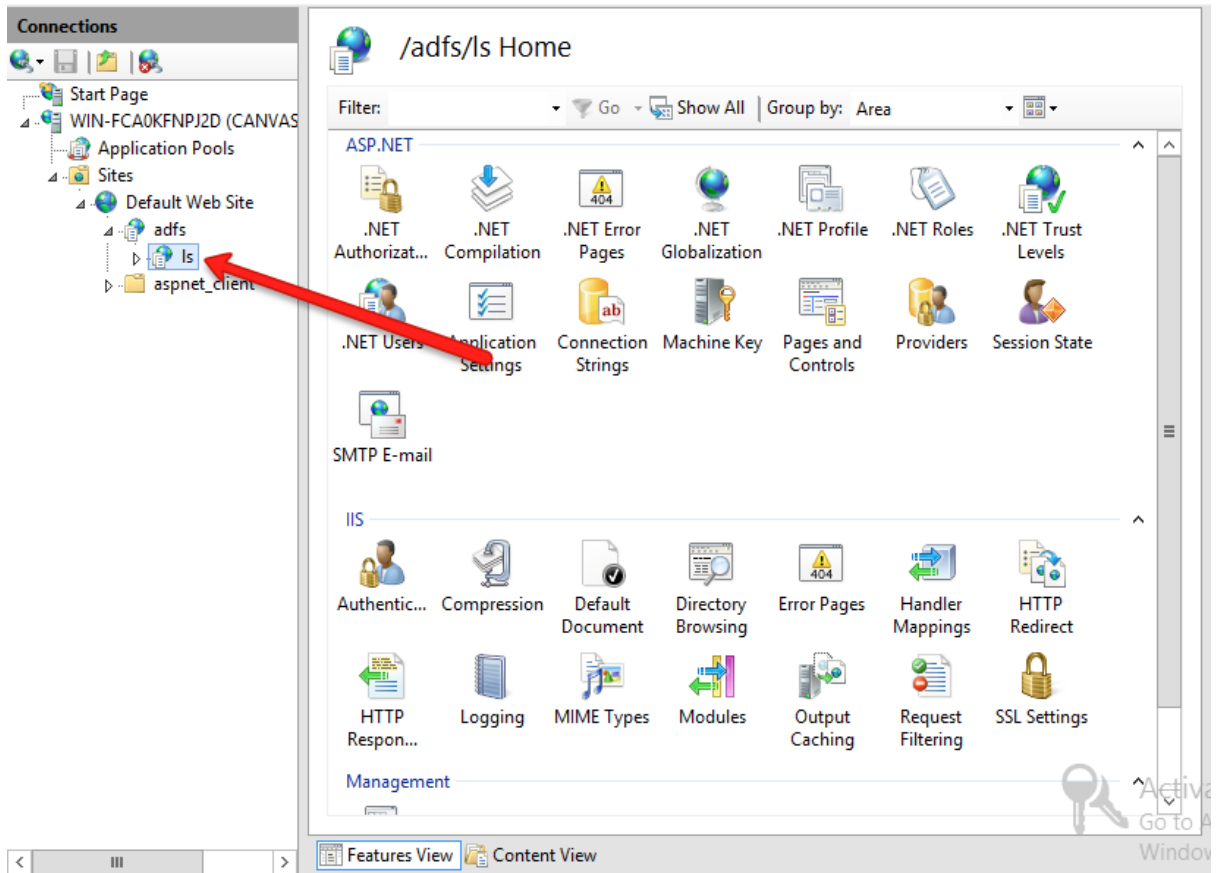 Connections
Start Page
WIN-FCA0KFNPJ2D (CANVAS
Application Pools
Sites
Default Web Site
adfs
ls
aspnet_client
/adfs/ls Home
Filter:
Go
Show All
Group by:
Area
ASP.NET
.NET Authorizat...
.NET Compilation
.NET Error Pages
.NET Globalization
.NET Profile
.NET Roles
.NET Trust Levels
.NET Users
Application Settings
Connection Strings
Machine Key
Pages and Controls
Providers
Session State
SMTP E-mail
IIS
Authentic...
Compression
Default Document
Directory Browsing
Error Pages
Handler Mappings
HTTP Redirect
HTTP Respon...
Logging
MIME Types
Modules
Output Caching
Request Filtering
SSL Settings
Management
Activa
Go to A
Window
Features View
Content View